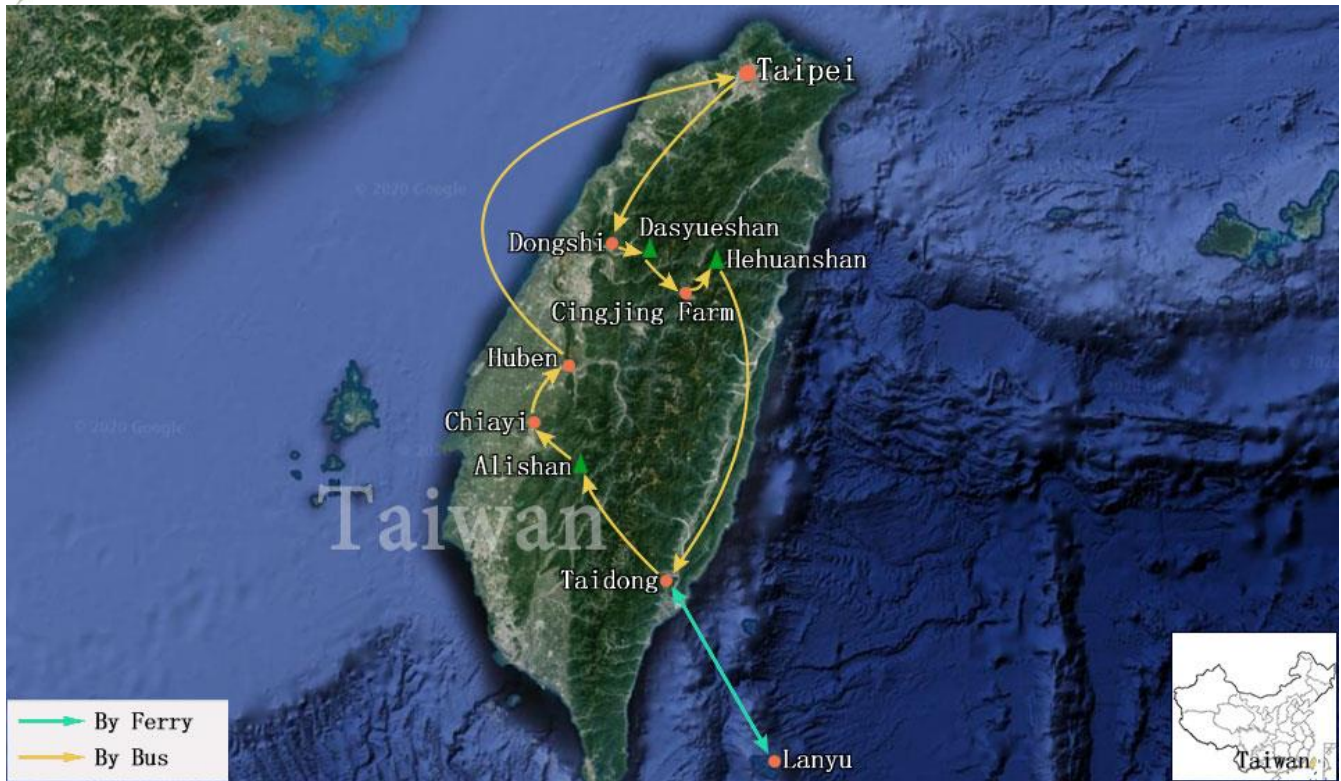 Taipei
© 2020 Google
Dasyueshan
Dongshi
Hehuanshan
Cingjing Farm
Huben
© 2020 Google
Chiayi
Alishan
Taiwan
Taidong
By Ferry
By Bus
Lanyu
Taiwan